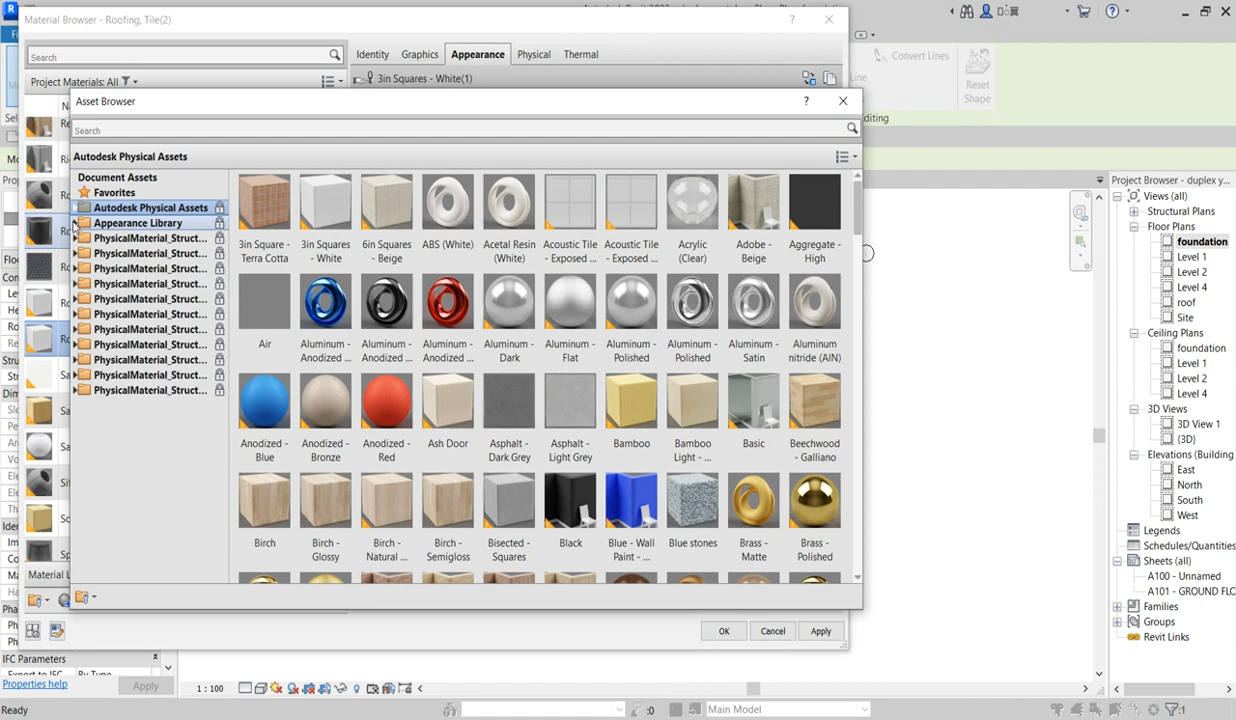 Material Browser - Roofing, Tile(2)
?
Search
Identity
Graphics
Appearance
Physical
Thermal
Project Materials: All
3in Squares - White(1)
Convert Lines
Line
Reset
Shape
Asset Browser
?
Search
Autodesk Physical Assets
Document Assets
Favorites
Autodesk Physical Assets
Appearance Library
PhysicalMaterial_Struct...
PhysicalMaterial_Struct...
PhysicalMaterial_Struct...
PhysicalMaterial_Struct...
PhysicalMaterial_Struct...
PhysicalMaterial_Struct...
PhysicalMaterial_Struct...
PhysicalMaterial_Struct...
PhysicalMaterial_Struct...
PhysicalMaterial_Struct...
PhysicalMaterial_Struct...
3in Square -
Terra Cotta
3in Squares
- White
6in Squares
- Beige
ABS (White)
Acetal Resin
(White)
Acoustic Tile
- Exposed ...
Acoustic Tile
- Exposed ...
Acrylic
(Clear)
Adobe -
Beige
Aggregate -
High
Air
Aluminum -
Anodized ...
Aluminum -
Anodized ...
Aluminum -
Anodized ...
Aluminum -
Dark
Aluminum -
Flat
Aluminum -
Polished
Aluminum -
Polished
Aluminum -
Satin
Aluminum
nitride (AlN)
Anodized -
Blue
Anodized -
Bronze
Anodized -
Red
Ash Door
Asphalt -
Dark Grey
Asphalt -
Light Grey
Bamboo
Bamboo
Light - ...
Basic
Beechwood
- Galliano
Birch
Birch -
Glossy
Birch -
Natural ...
Birch -
Semigloss
Bisected -
Squares
Black
Blue - Wall
Paint - ...
Blue stones
Brass -
Matte
Brass -
Polished
OK
Cancel
Apply
IFC Parameters
Properties help
Apply
Ready
1 : 100
:0
Main Model
:1
Project Browser - duplex y...
Views (all)
Structural Plans
Floor Plans
foundation
Level 1
Level 2
Level 4
roof
Site
Ceiling Plans
foundation
Level 1
Level 2
Level 4
3D Views
3D View 1
{3D}
Elevations (Building
East
North
South
West
Legends
Schedules/Quantities
Sheets (all)
A100 - Unnamed
A101 - GROUND FLO
Families
Groups
Revit Links